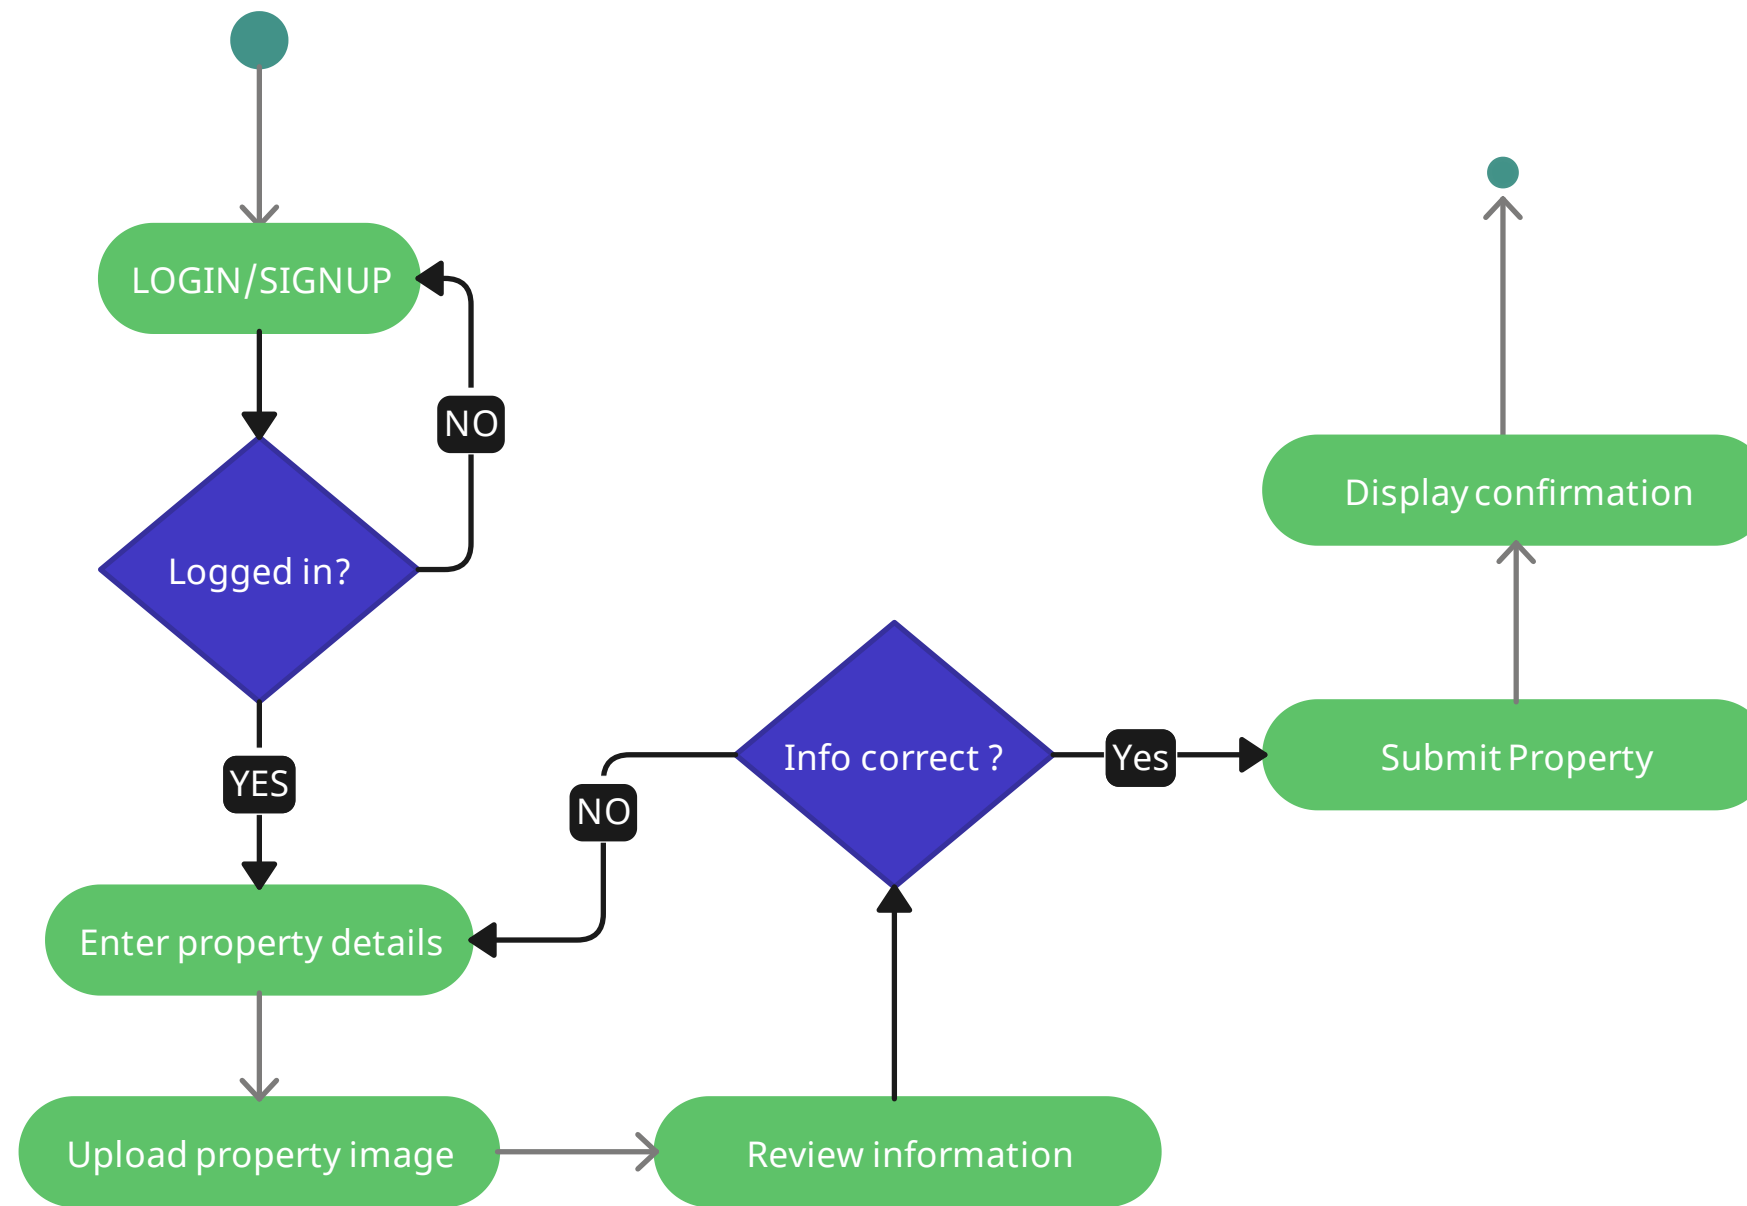 LOGIN/SIGNUP
NO
Logged in?
YES
Enter property details
Upload property image
Review information
Info correct ?
NO
Yes
Submit Property
Display confirmation